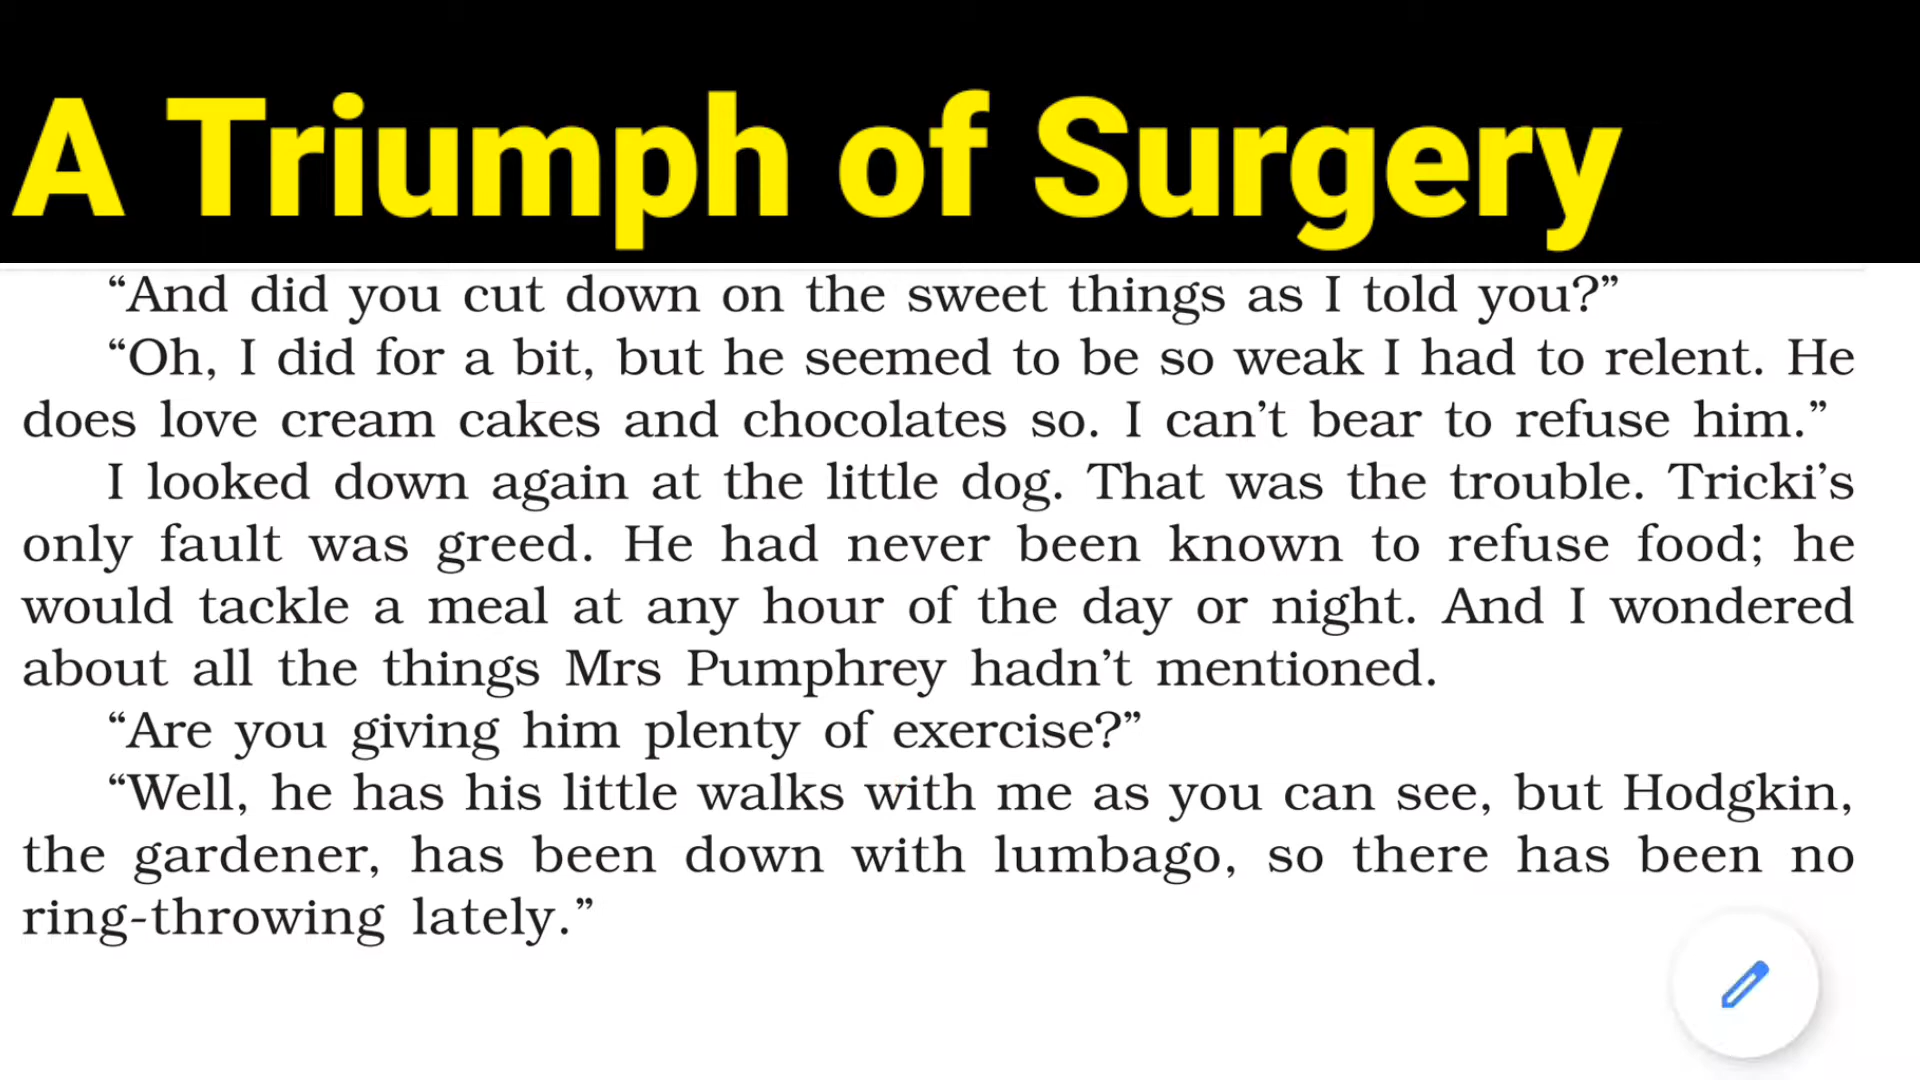 A Triumph of Surgery
“And did you cut down on the sweet things as I told you?”
“Oh, I did for a bit, but he seemed to be so weak I had to relent. He
does love cream cakes and chocolates so. I can’t bear to refuse him.”
I looked down again at the little dog. That was the trouble. Tricki’s
only fault was greed. He had never been known to refuse food; he
would tackle a meal at any hour of the day or night. And I wondered
about all the things Mrs Pumphrey hadn’t mentioned.
“Are you giving him plenty of exercise?”
“Well, he has his little walks with me as you can see, but Hodgkin,
the gardener, has been down with lumbago, so there has been no
ring-throwing lately.”